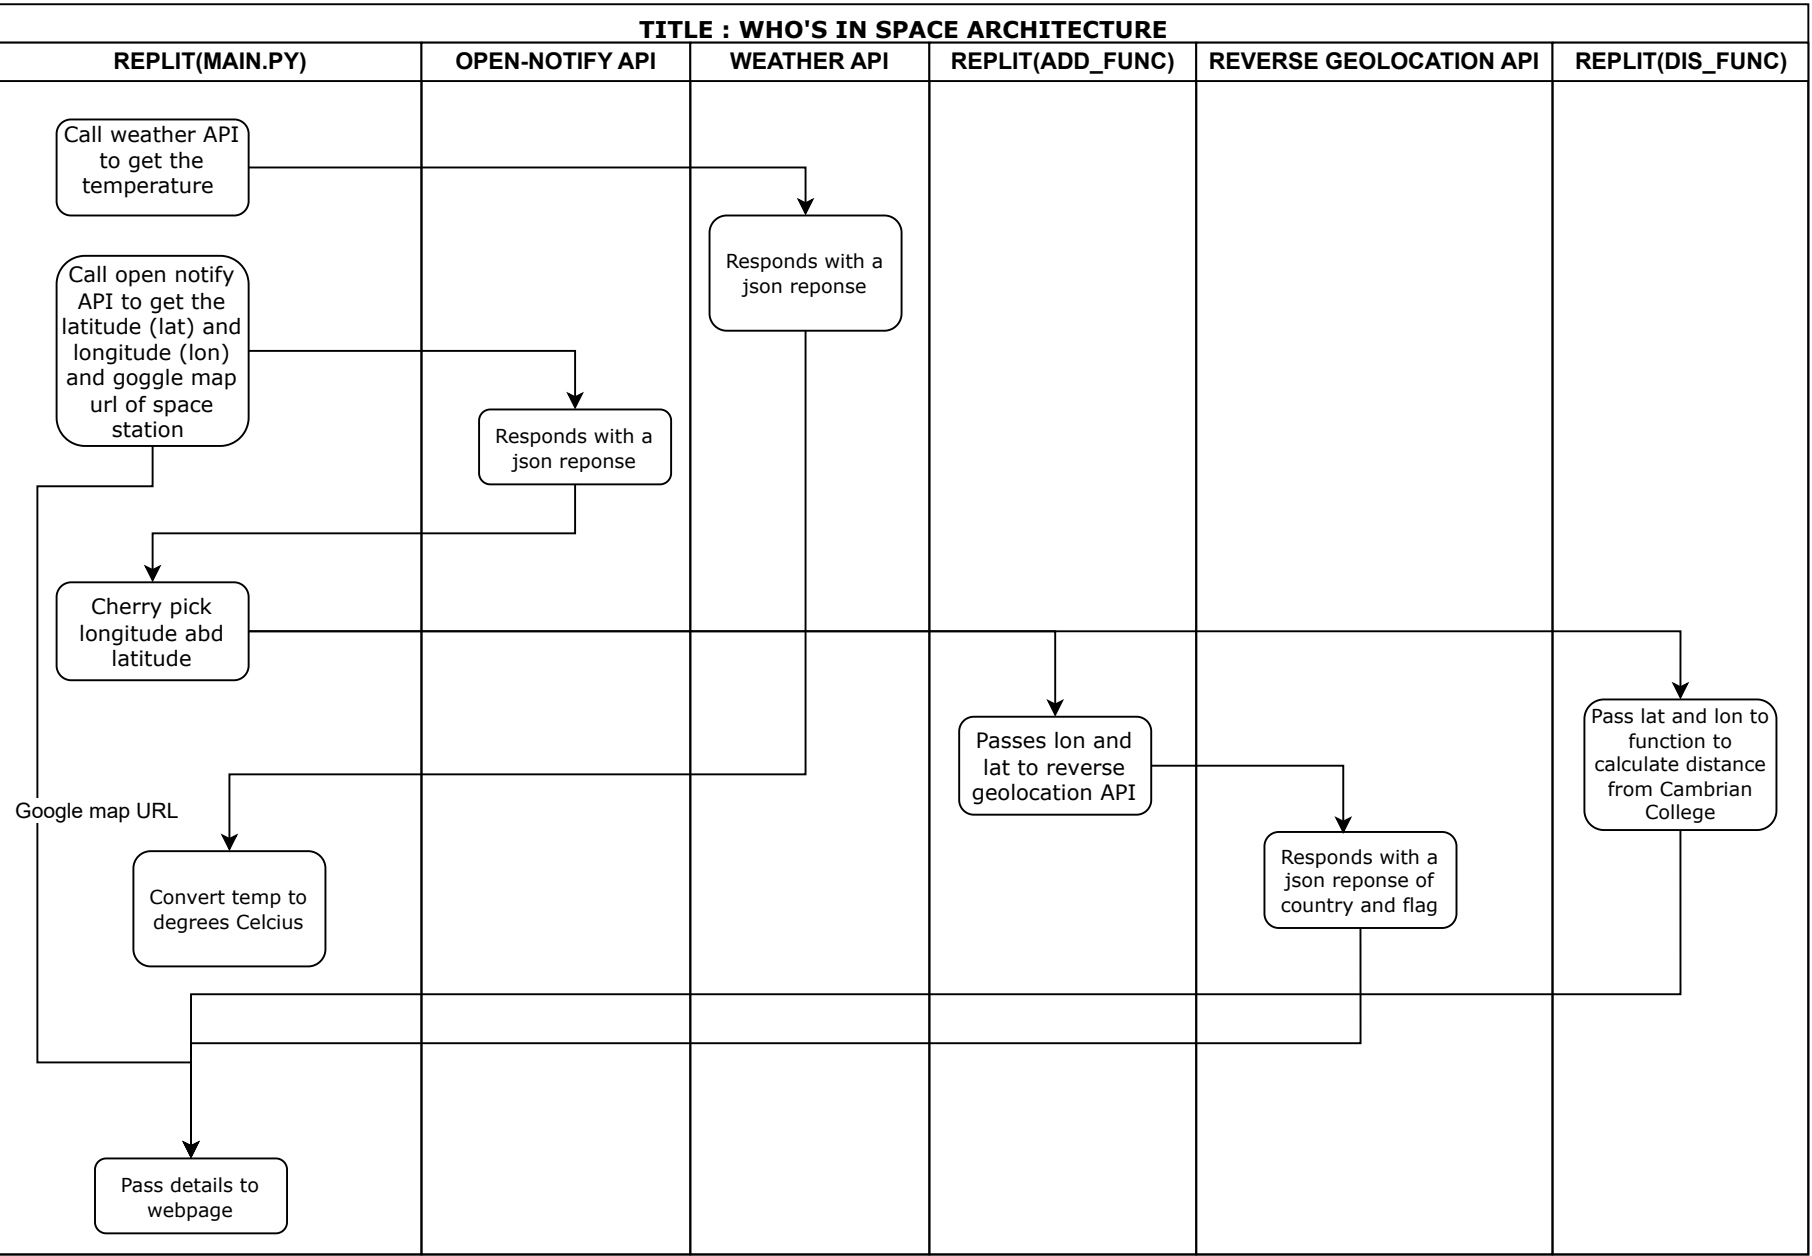 TITLE : WHO'S IN SPACE ARCHITECTURE
REPLIT(MAIN.PY)
OPEN-NOTIFY API
WEATHER API
REPLIT(ADD_FUNC)
REVERSE GEOLOCATION API
REPLIT(DIS_FUNC)
Call weather API
to get the
temperature
Responds with a
json reponse
Call open notify
API to get the
latitude (lat) and
longitude (lon)
and goggle map
url of space
station
Responds with a
json reponse
Cherry pick
longitude abd
latitude
Passes lon and
lat to reverse
geolocation API
Pass lat and lon to
function to
calculate distance
from Cambrian
College
Google map URL
Convert temp to
degrees Celcius
Responds with a
json reponse of
country and flag
Pass details to
webpage